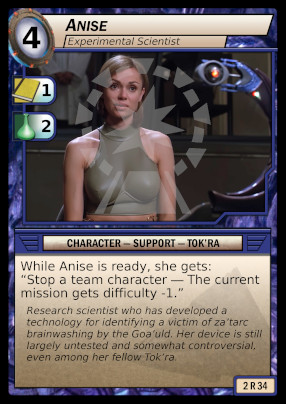 4
ANISE
Experimental Scientist
1
2
CHARACTER — SUPPORT — TOK'RA
While Anise is ready, she gets:
“Stop a team character — The current
mission gets difficulty -1.”
Research scientist who has developed a
technology for identifying a victim of za'tarc
brainwashing by the Goa'uld. Her device is still
largely untested and somewhat controversial,
even among her fellow Tok'ra.
2 R 34